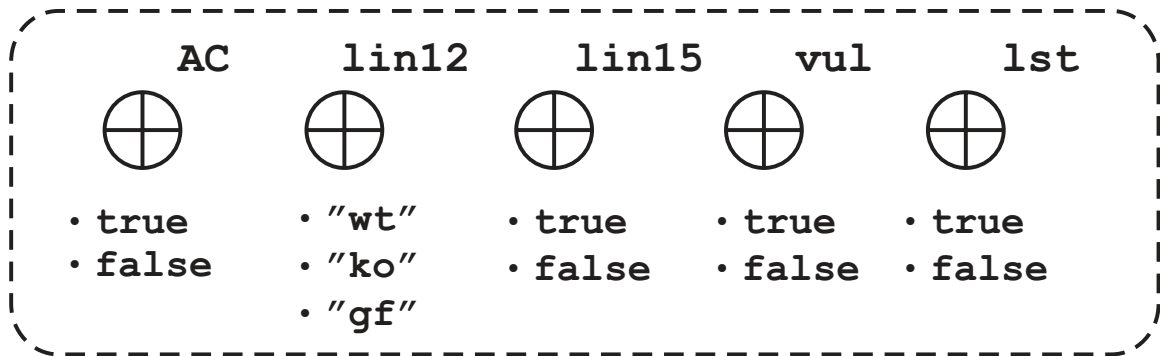 AC lin12 lin15 vul lst
• true • ″wt″ • true • true • true
• false • ″ko″ • false • false • false
• ″gf″